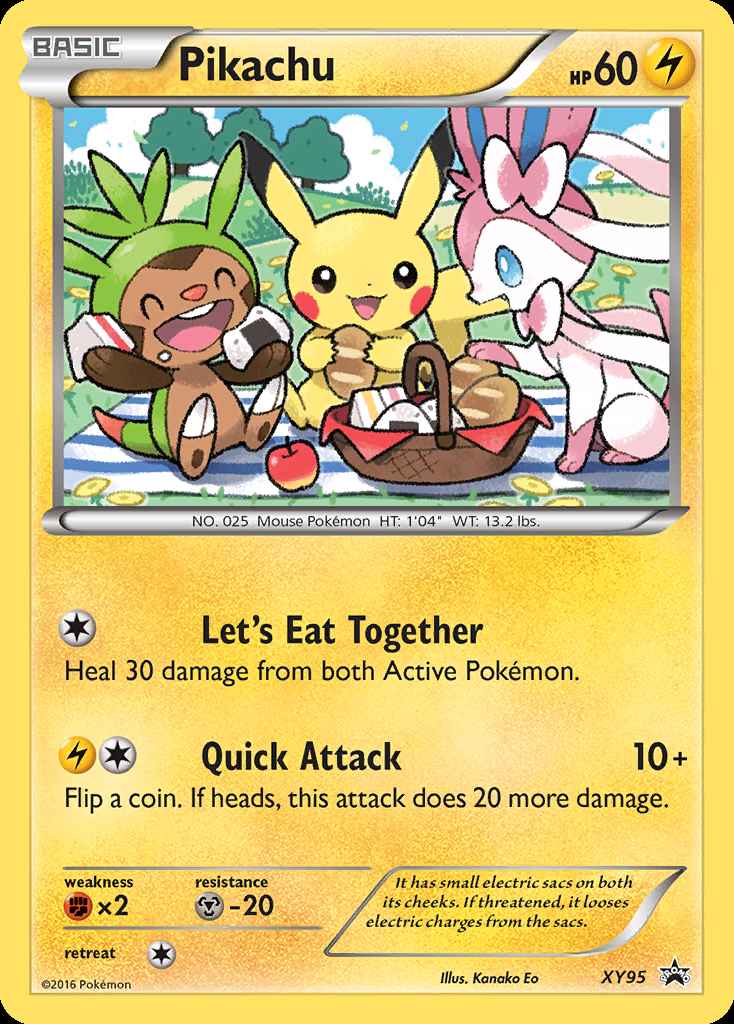 BASIC
Pikachu
HP60
NO. 025 Mouse Pokémon HT: 1'04" WT: 13.2 lbs.
Let's Eat Together
Heal 30 damage from both Active Pokémon.
Quick Attack 10+
Flip a coin. If heads, this attack does 20 more damage.
weakness
×2
resistance
-20
retreat
It has small electric sacs on both
its cheeks. If threatened, it looses
electric charges from the sacs.
©2016 Pokémon
Illus. Kanako Eo
XY95
PROMO